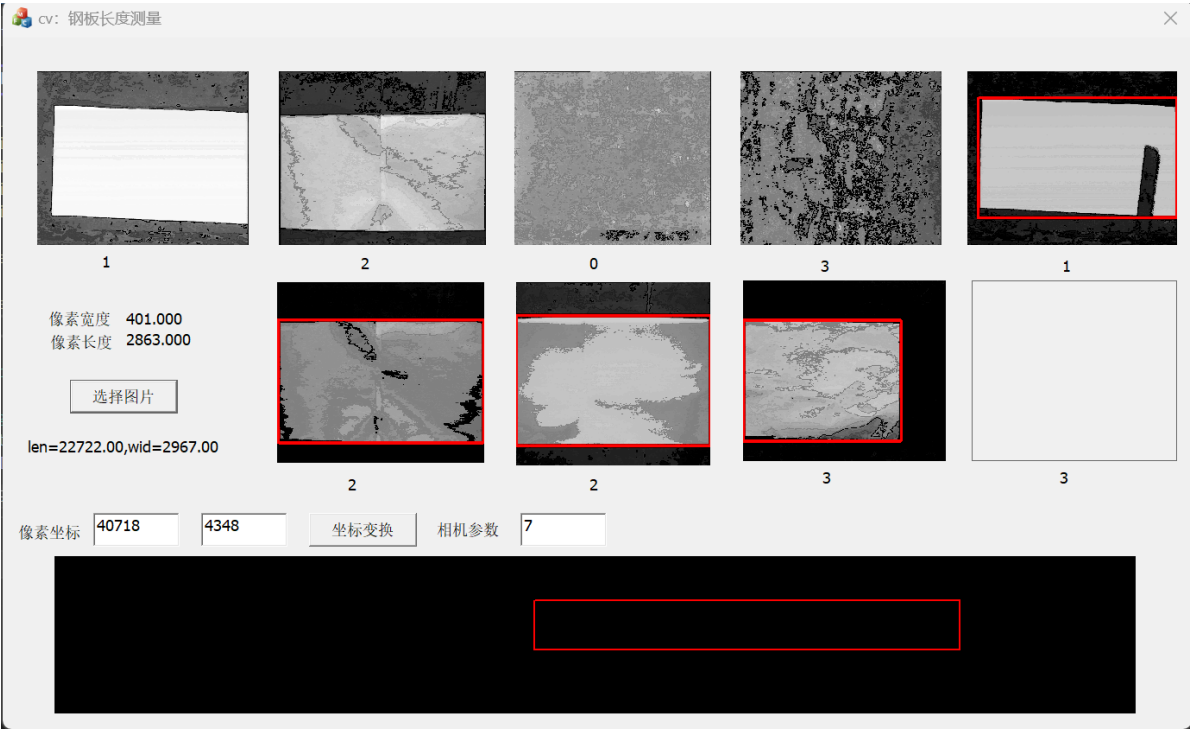 cv: 钢板长度测量
1
2
0
3
1
像素宽度 401.000
像素长度 2863.000
选择图片
len=22722.00,wid=2967.00
2
2
3
3
像素坐标 40718 4348 坐标变换 相机参数 7